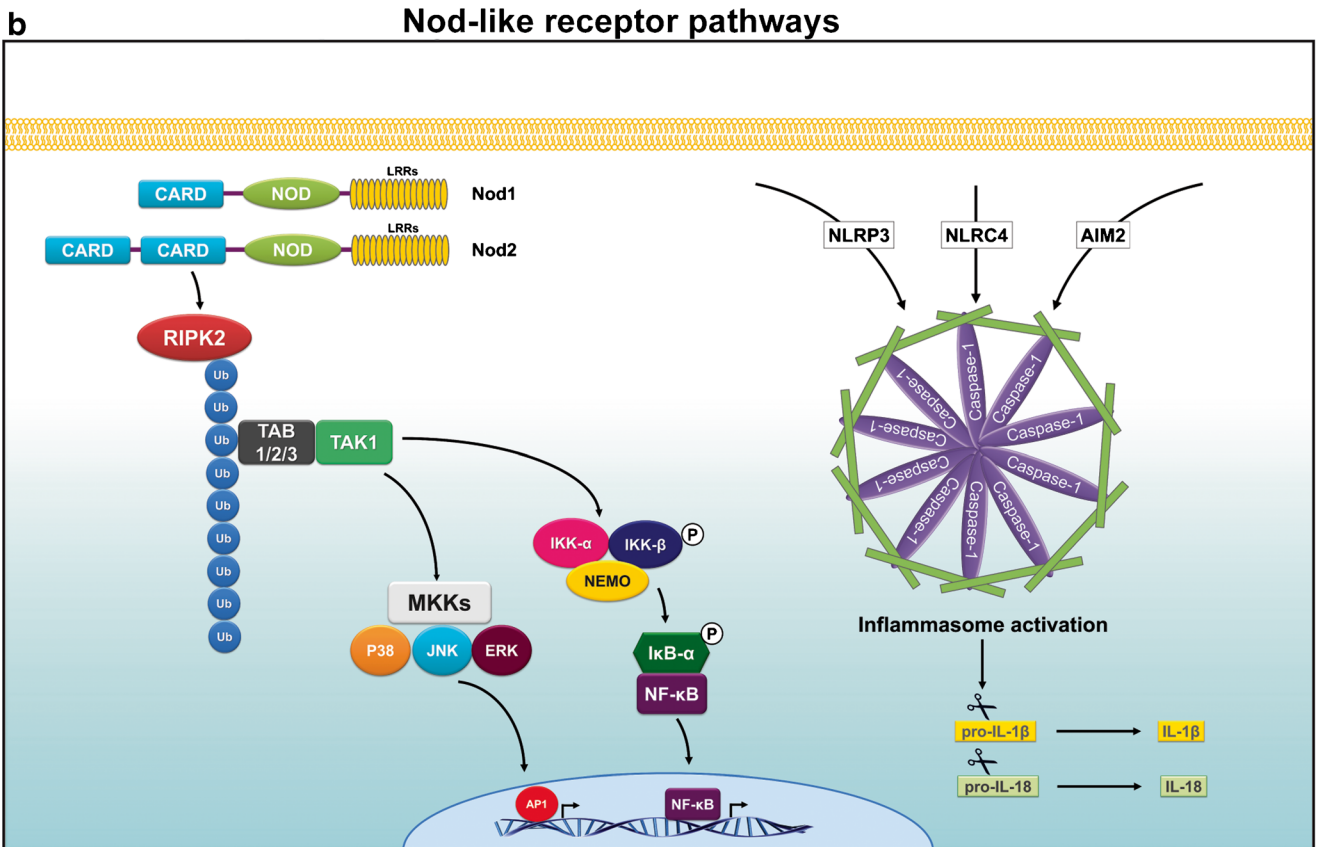 b
Nod-like receptor pathways
LRRs
CARD NOD Nod1
LRRs
CARD CARD NOD Nod2
NLRP3 NLRC4 AIM2
RIPK2
Ub
Ub
Ub
Ub
Ub
Ub
Ub
Ub
Ub
TAB
1/2/3
TAK1
IKK-α IKK-β P
NEMO
MKKs
P38 JNK ERK
P
IκB-α
NF-κB
AP1
NF-κB
Caspase-1
Caspase-1
Caspase-1
Caspase-1
Caspase-1
Caspase-1
Caspase-1
Caspase-1
Caspase-1
Caspase-1
Inflammasome activation
pro-IL-1β IL-1β
pro-IL-18 IL-18